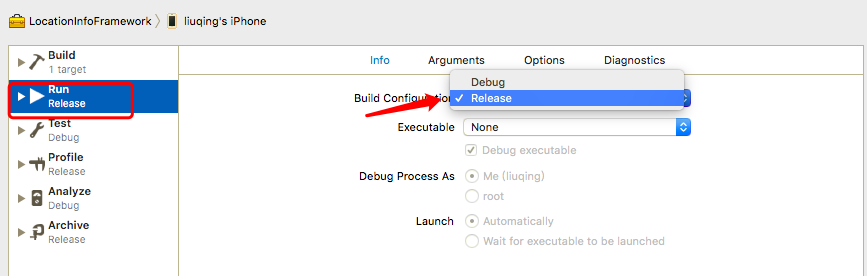 LocationInfoFramework liuqing's iPhone
Build
1 target
Run
Release
Test
Debug
Profile
Release
Analyze
Debug
Archive
Release
Info Arguments Options Diagnostics
Debug
Build Configuration Release
Executable None
Debug executable
Debug Process As Me (liuqing)
root
Launch Automatically
Wait for executable to be launched